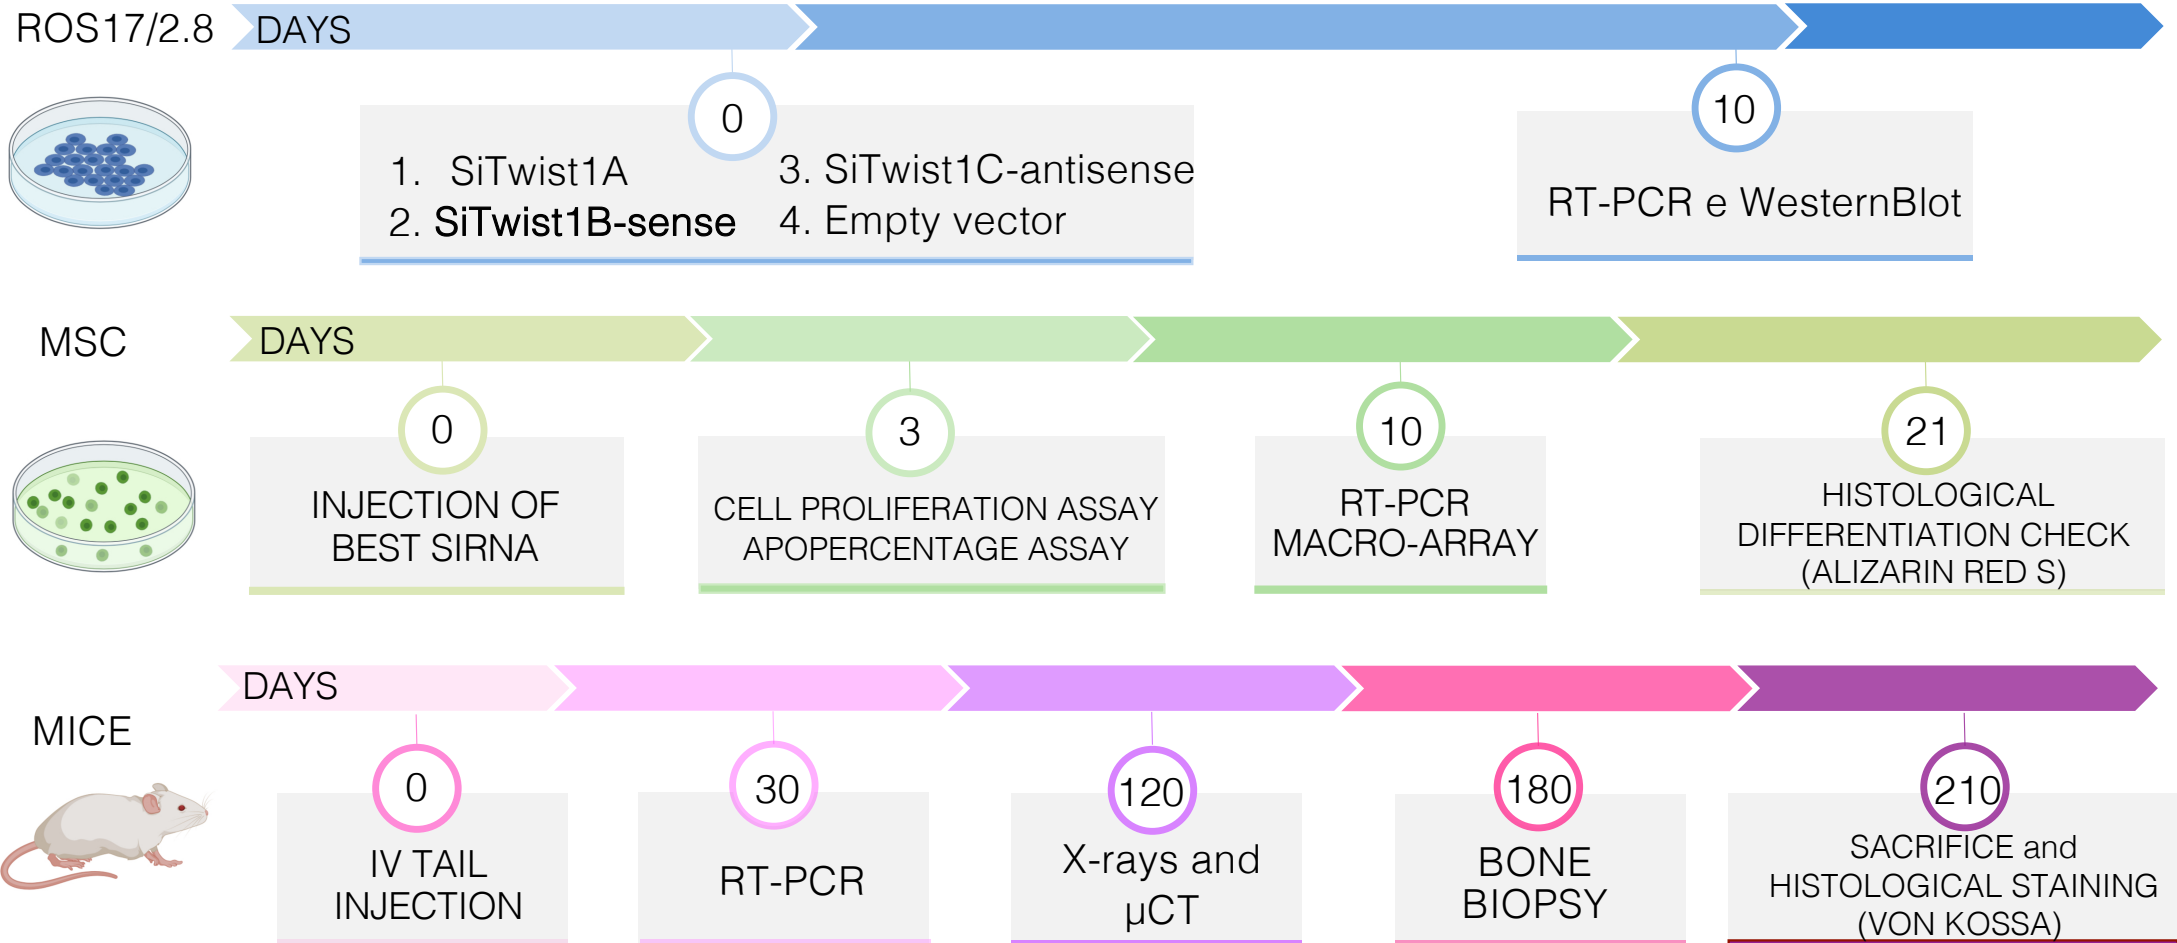 ROS17/2.8
DAYS
0
1. SiTwist1A
2. SiTwist1B-sense
3. SiTwist1C-antisense
4. Empty vector
10
RT-PCR e WesternBlot
MSC
DAYS
0
INJECTION OF
BEST SIRNA
3
CELL PROLIFERATION ASSAY
APOPERCENTAGE ASSAY
10
RT-PCR
MACRO-ARRAY
21
HISTOLOGICAL
DIFFERENTIATION CHECK
(ALIZARIN RED S)
MICE
DAYS
0
IV TAIL
INJECTION
30
RT-PCR
120
X-rays and
µCT
180
BONE
BIOPSY
210
SACRIFICE and
HISTOLOGICAL STAINING
(VON KOSSA)